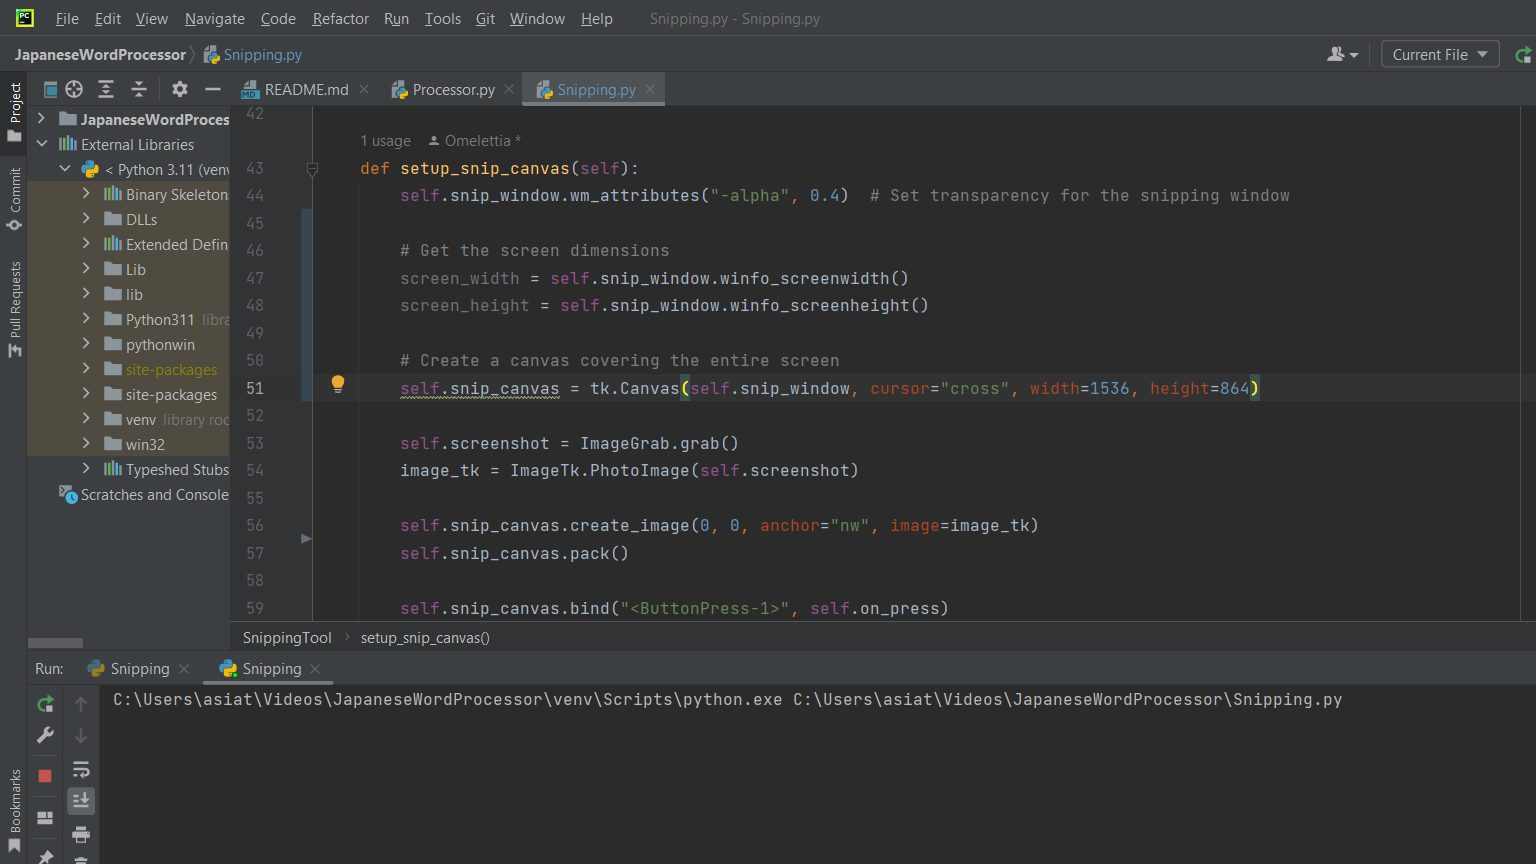 PC
File Edit View Navigate Code Refactor Run Tools Git Window Help Snipping.py - Snipping.py
JapaneseWordProcessor Snipping.py Current File
Project
Commit
Pull Requests
Bookmarks
README.md Processor.py Snipping.py
JapaneseWordProces
External Libraries
< Python 3.11 (venv
Binary Skeleton
DLLs
Extended Defin
Lib
lib
Python311 libra
pythonwin
site-packages
site-packages
venv library roo
win32
Typeshed Stubs
Scratches and Console
42
1 usage Omelettia *
43 def setup_snip_canvas(self):
44 self.snip_window.wm_attributes("-alpha", 0.4) # Set transparency for the snipping window
45
46 # Get the screen dimensions
47 screen_width = self.snip_window.winfo_screenwidth()
48 screen_height = self.snip_window.winfo_screenheight()
49
50 # Create a canvas covering the entire screen
51 self.snip_canvas = tk.Canvas(self.snip_window, cursor="cross", width=1536, height=864)
52
53 self.screenshot = ImageGrab.grab()
54 image_tk = ImageTk.PhotoImage(self.screenshot)
55
56 self.snip_canvas.create_image(0, 0, anchor="nw", image=image_tk)
57 self.snip_canvas.pack()
58
59 self.snip_canvas.bind("<ButtonPress-1>", self.on_press)
SnippingTool › setup_snip_canvas()
Run: Snipping Snipping
C:\Users\asiat\Videos\JapaneseWordProcessor\venv\Scripts\python.exe C:\Users\asiat\Videos\JapaneseWordProcessor\Snipping.py